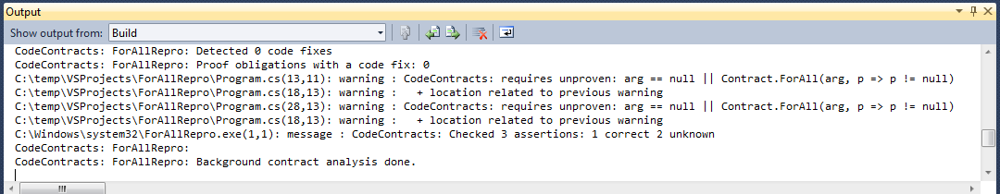 Output
Show output from: Build
CodeContracts: ForAllRepro: Detected 0 code fixes
CodeContracts: ForAllRepro: Proof obligations with a code fix: 0
C:\temp\VSProjects\ForAllRepro\Program.cs(13,11): warning : CodeContracts: requires unproven: arg == null || Contract.ForAll(arg, p => p != null)
C:\temp\VSProjects\ForAllRepro\Program.cs(18,13): warning :   + location related to previous warning
C:\temp\VSProjects\ForAllRepro\Program.cs(28,13): warning : CodeContracts: requires unproven: arg == null || Contract.ForAll(arg, p => p != null)
C:\temp\VSProjects\ForAllRepro\Program.cs(18,13): warning :   + location related to previous warning
C:\Windows\system32\ForAllRepro.exe(1,1): message : CodeContracts: Checked 3 assertions: 1 correct 2 unknown
CodeContracts: ForAllRepro:
CodeContracts: ForAllRepro: Background contract analysis done.